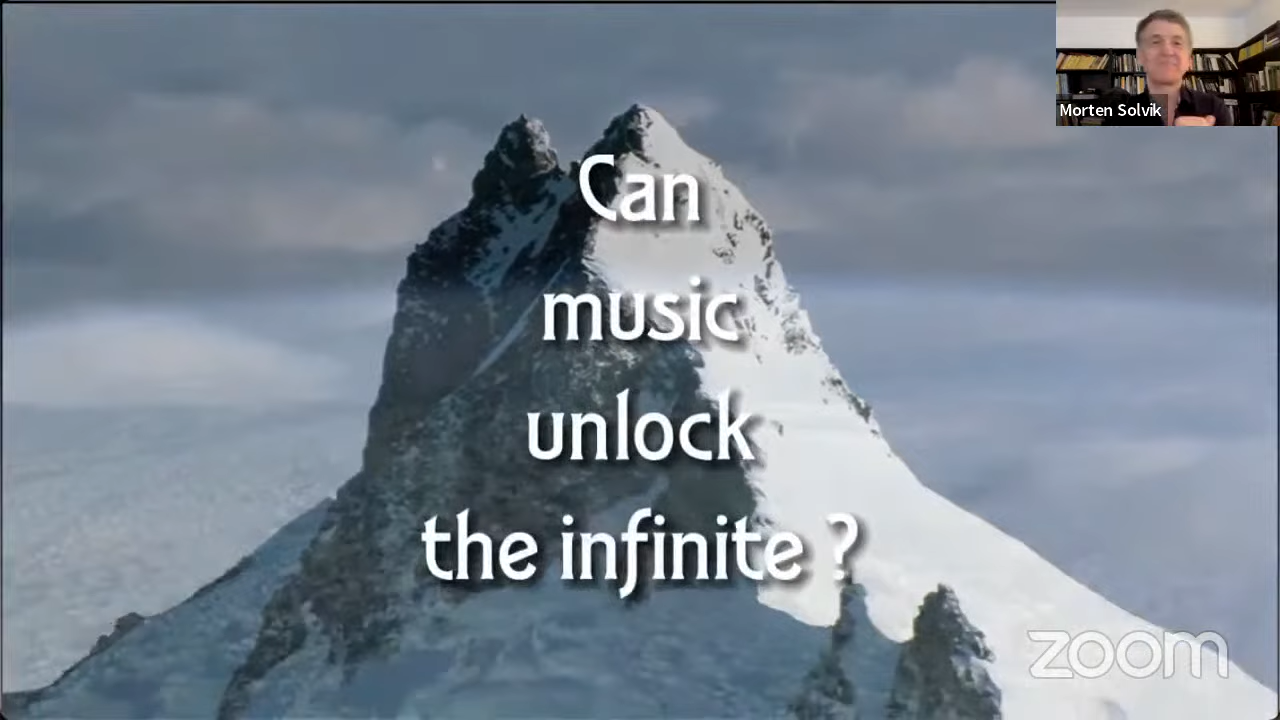 Morten Solvik
Can
music
unlock
the infinite ?
zoom